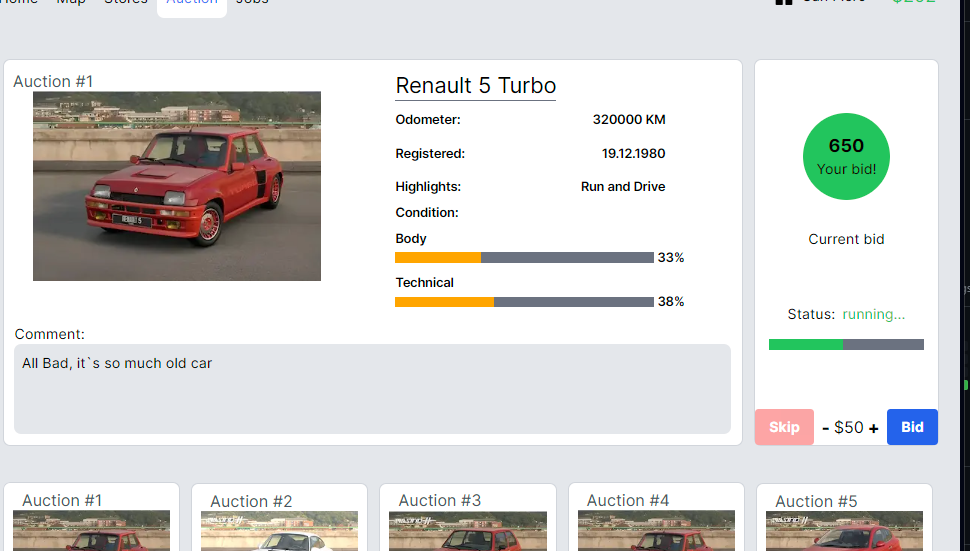 Home Map Stores Auction Jobs
Auction #1
Renault 5 Turbo
Odometer: 320000 KM
Registered: 19.12.1980
Highlights: Run and Drive
Condition:
Body
33%
Technical
38%
RENAULT 5
Comment:
All Bad, it`s so much old car
650
Your bid!
Current bid
Status: running...
Skip - $50 + Bid
Auction #1
Auction #2
Auction #3
Auction #4
Auction #5